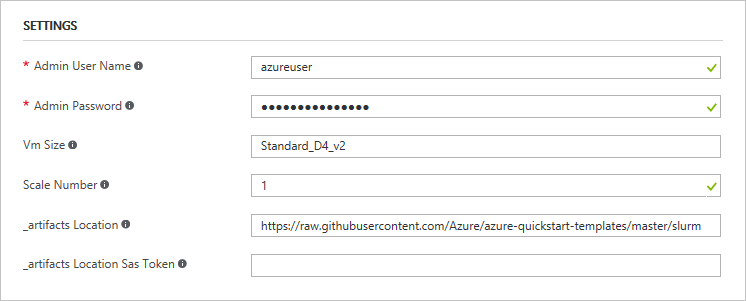 SETTINGS
* Admin User Name azureuser
* Admin Password ●●●●●●●●●●●●●●●
Vm Size Standard_D4_v2
Scale Number 1
_artifacts Location https://raw.githubusercontent.com/Azure/azure-quickstart-templates/master/slurm
_artifacts Location Sas Token